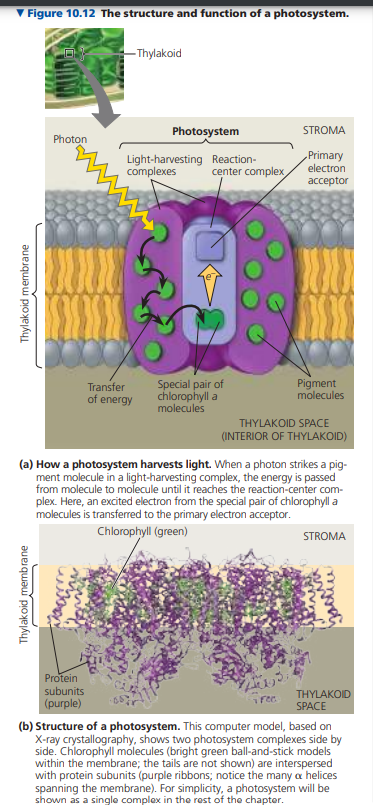 ▼ Figure 10.12 The structure and function of a photosystem.
Thylakoid
Photon
Photosystem
STROMA
Light-harvesting complexes
Reaction-center complex
Primary electron acceptor
Thylakoid membrane
e⁻
Transfer of energy
Special pair of chlorophyll a molecules
Pigment molecules
THYLAKOID SPACE
(INTERIOR OF THYLAKOID)
(a) How a photosystem harvests light. When a photon strikes a pig-
ment molecule in a light-harvesting complex, the energy is passed
from molecule to molecule until it reaches the reaction-center com-
plex. Here, an excited electron from the special pair of chlorophyll a
molecules is transferred to the primary electron acceptor.
Chlorophyll (green)
STROMA
Thylakoid membrane
Protein
subunits
(purple)
THYLAKOID
SPACE
(b) Structure of a photosystem. This computer model, based on
X-ray crystallography, shows two photosystem complexes side by
side. Chlorophyll molecules (bright green ball-and-stick models
within the membrane; the tails are not shown) are interspersed
with protein subunits (purple ribbons; notice the many α helices
spanning the membrane). For simplicity, a photosystem will be
shown as a single complex in the rest of the chapter.